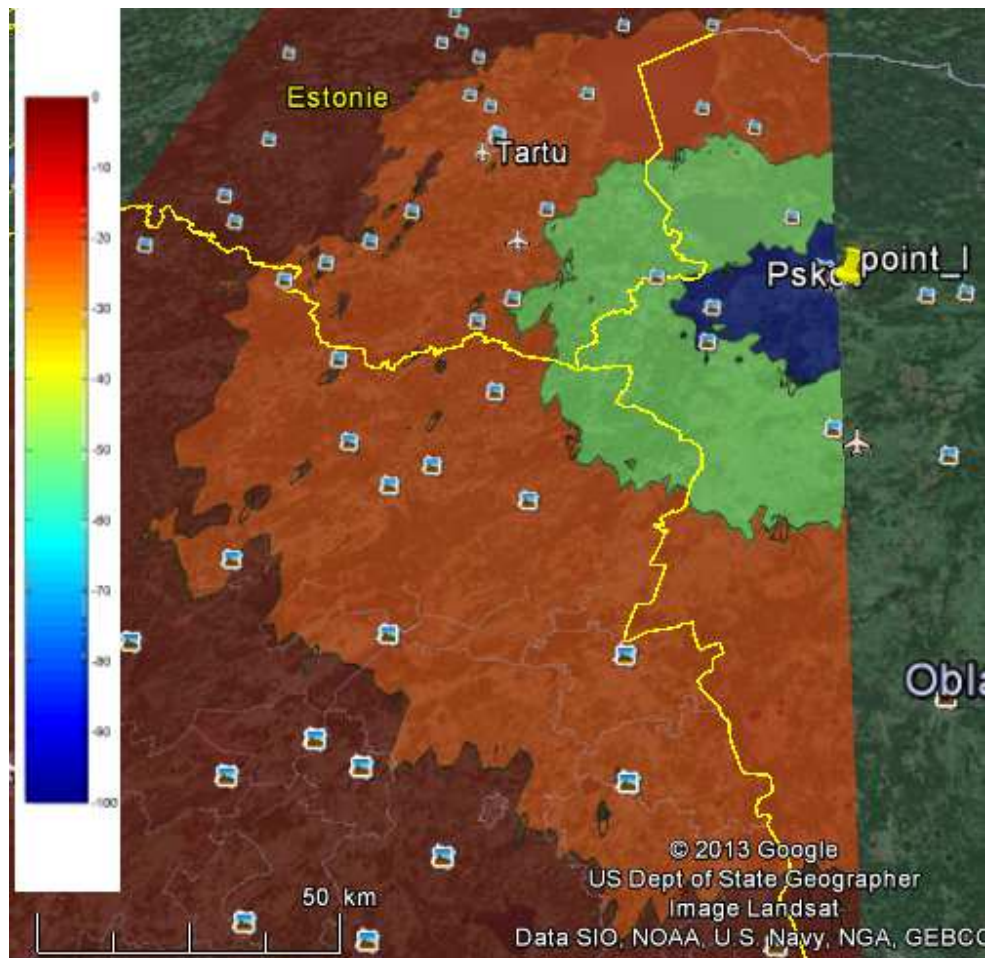 0
-10
-20
-30
-40
-50
-60
-70
-80
-90
-100
Estonie
Tartu
point_l
Obla
50 km
© 2013 Google
US Dept of State Geographer
Image Landsat
Data SIO, NOAA, U.S. Navy, NGA, GEBCO